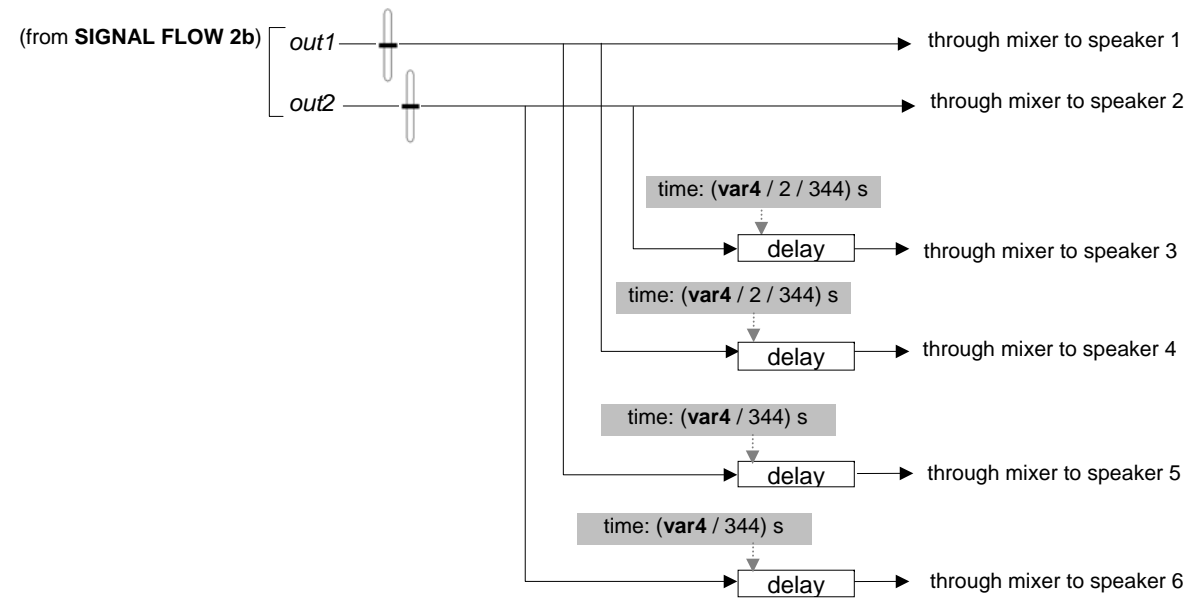 (from SIGNAL FLOW 2b) out1 through mixer to speaker 1
out2 through mixer to speaker 2
time: (var4 / 2 / 344) s
delay through mixer to speaker 3
time: (var4 / 2 / 344) s
delay through mixer to speaker 4
time: (var4 / 344) s
delay through mixer to speaker 5
time: (var4 / 344) s
delay through mixer to speaker 6